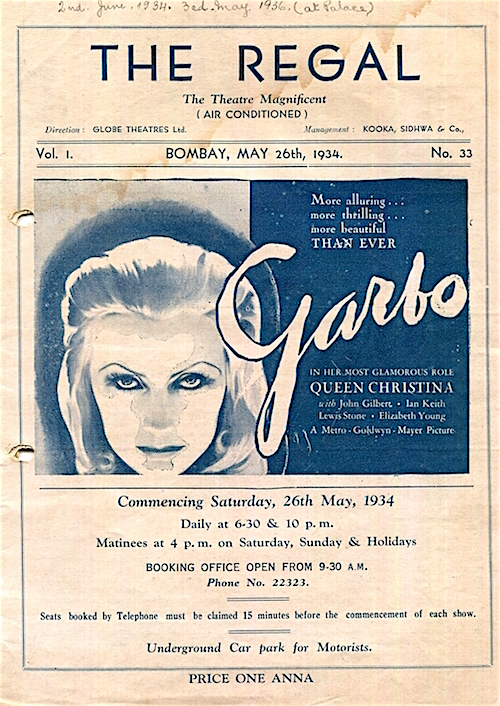 2nd. June. 1934. 3rd. May 1936. (at Palace)
THE REGAL
The Theatre Magnificent
(AIR CONDITIONED)
Direction: GLOBE THEATRES Ltd. Management: KOOKA, SIDHWA & Co.,
Vol. I. BOMBAY, MAY 26th, 1934. No. 33
More alluring...
more thrilling...
more beautiful
THAN EVER
Garbo
IN HER MOST GLAMOROUS ROLE
QUEEN CHRISTINA
with John Gilbert • Ian Keith
Lewis Stone • Elizabeth Young
A Metro-Goldwyn-Mayer Picture
Commencing Saturday, 26th May, 1934
Daily at 6-30 & 10 p.m.
Matinees at 4 p.m. on Saturday, Sunday & Holidays
BOOKING OFFICE OPEN FROM 9-30 A.M.
Phone No. 22323.
Seats booked by Telephone must be claimed 15 minutes before the commencement of each show.
Underground Car park for Motorists.
PRICE ONE ANNA